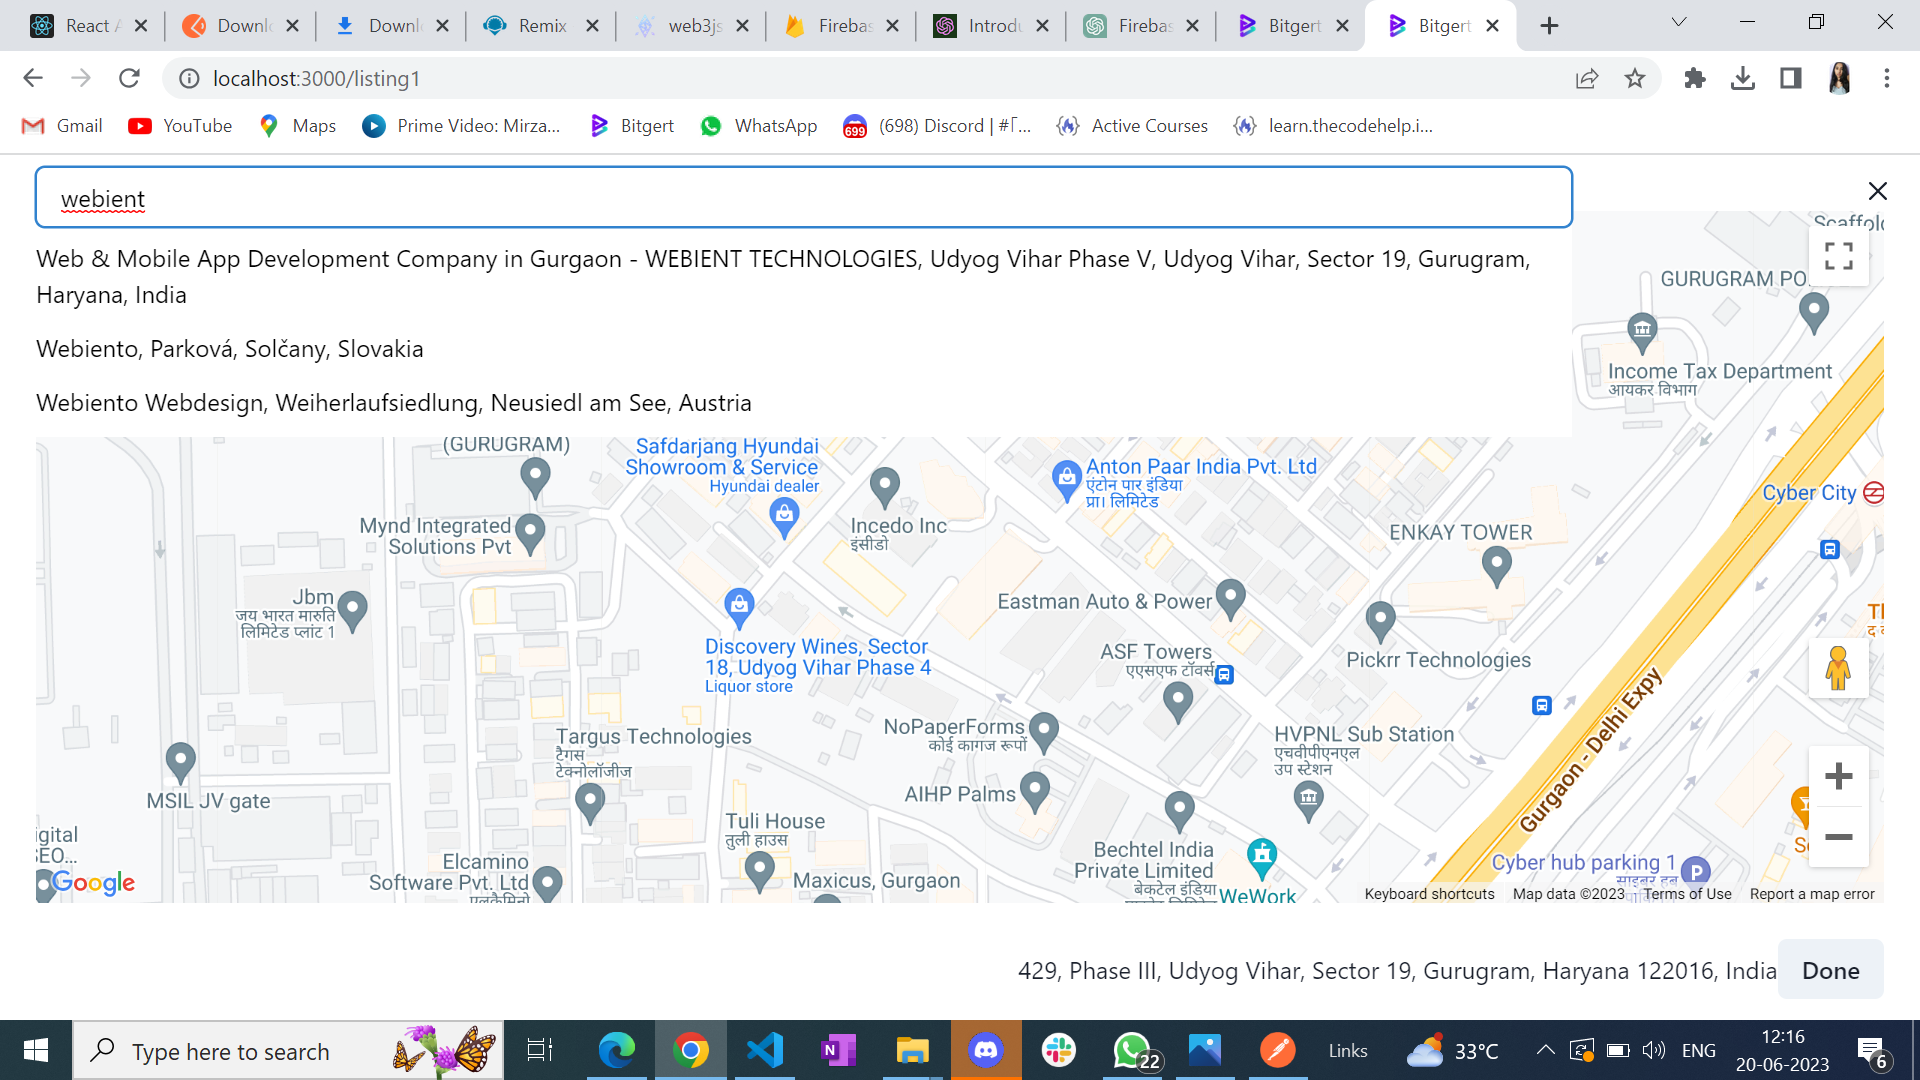 React A
Downlo
Downlo
Remix
web3js
Firebas
Introdu
Firebas
Bitgert
Bitgert
localhost:3000/listing1
Gmail
YouTube
Maps
Prime Video: Mirza...
Bitgert
WhatsApp
699
(698) Discord | #Γ...
Active Courses
learn.thecodehelp.i...
webient
Web & Mobile App Development Company in Gurgaon - WEBIENT TECHNOLOGIES, Udyog Vihar Phase V, Udyog Vihar, Sector 19, Gurugram,
Haryana, India
Webiento, Parková, Solčany, Slovakia
Webiento Webdesign, Weiherlaufsiedlung, Neusiedl am See, Austria
Scaffold
GURUGRAM PO
Income Tax Department
आयकर विभाग
(GURUGRAM)
Safdarjang Hyundai
Showroom & Service
Hyundai dealer
Anton Paar India Pvt. Ltd
एंटोन पार इंडिया
प्रा। लिमिटेड
Cyber City
Mynd Integrated
Solutions Pvt
Incedo Inc
इंसीडो
ENKAY TOWER
Jbm
जय भारत मारुति
लिमिटेड प्लांट 1
Eastman Auto & Power
Discovery Wines, Sector
18, Udyog Vihar Phase 4
Liquor store
ASF Towers
एएसएफ टॉवर्स
Pickrr Technologies
NoPaperForms
कोई कागज रूपों
Targus Technologies
टैगस
टेक्नोलॉजीज
HVPNL Sub Station
एचवीपीएनएल
उप स्टेशन
Gurgaon - Delhi Expy
MSIL JV gate
AIHP Palms
Tuli House
तुली हाउस
igital
Elcamino
Software Pvt. Ltd
Maxicus, Gurgaon
Bechtel India
Private Limited
बेकटेल इंडिया
WeWork
Cyber hub parking 1
साइबर हब
P
Google
Keyboard shortcuts
Map data ©2023
Terms of Use
Report a map error
429, Phase III, Udyog Vihar, Sector 19, Gurugram, Haryana 122016, India
Done
Type here to search
22
Links
33°C
ENG
12:16
20-06-2023
6